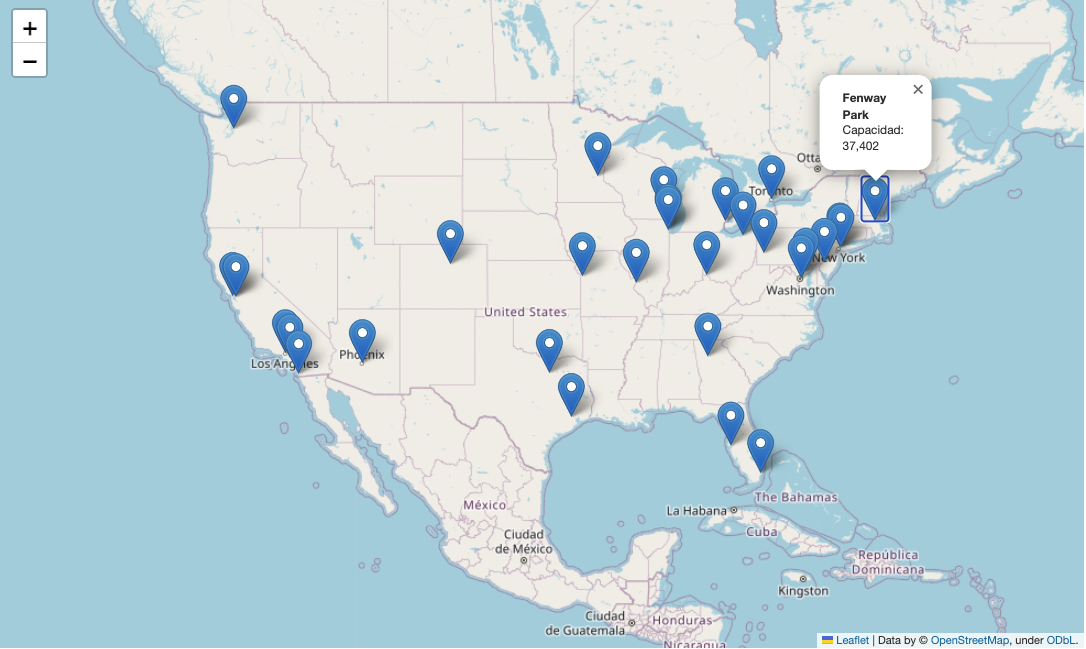 +
−
Fenway
Park
Capacidad:
37,402
×
Toronto
New York
Washington
United States
Los Angeles
Phoenix
México
Ciudad
de México
La Habana
The Bahamas
Cuba
República
Dominicana
Kingston
Ciudad
de Guatemala
Honduras
Nicaragua
Leaflet | Data by © OpenStreetMap, under ODbL.